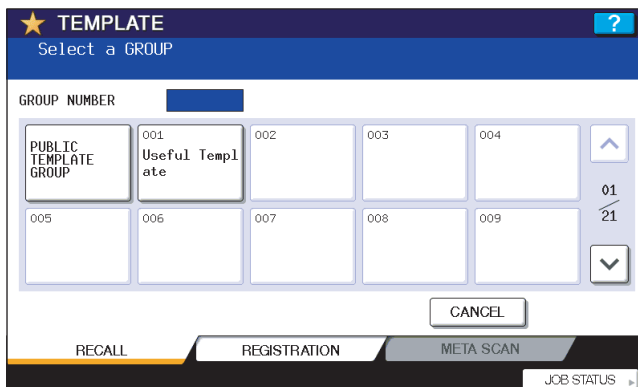 TEMPLATE
?
Select a GROUP
GROUP NUMBER
PUBLIC
TEMPLATE
GROUP
001
Useful Templ
ate
002
003
004
01
21
005
006
007
008
009
CANCEL
RECALL
REGISTRATION
META SCAN
JOB STATUS